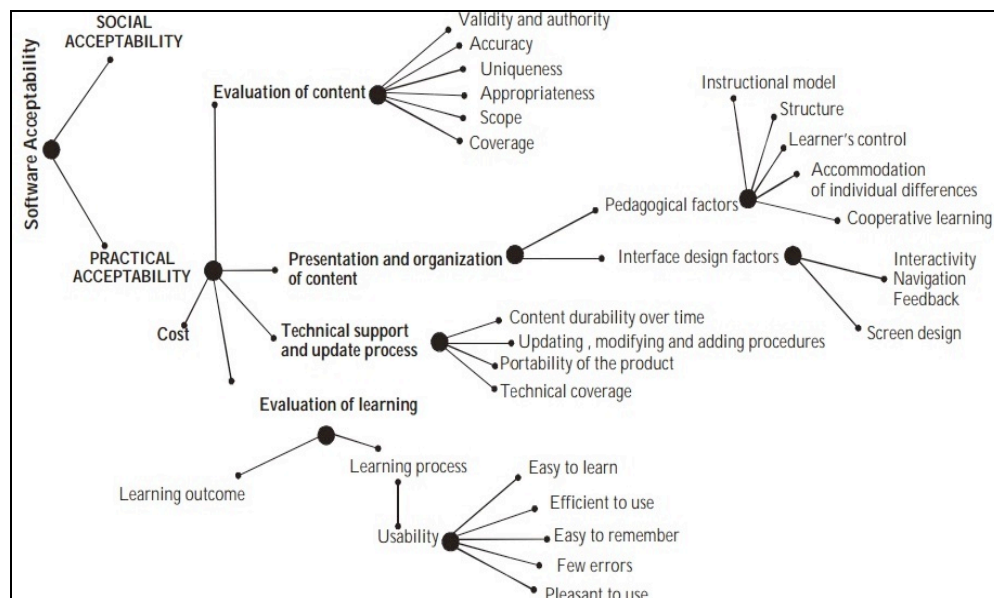 Software Acceptability
SOCIAL
ACCEPTABILITY
PRACTICAL
ACCEPTABILITY
Evaluation of content
Validity and authority
Accuracy
Uniqueness
Appropriateness
Scope
Coverage
Presentation and organization
of content
Pedagogical factors
Instructional model
Structure
Learner's control
Accommodation
of individual differences
Cooperative learning
Interface design factors
Interactivity
Navigation
Feedback
Screen design
Cost
Technical support
and update process
Content durability over time
Updating , modifying and adding procedures
Portability of the product
Technical coverage
Evaluation of learning
Learning outcome
Learning process
Usability
Easy to learn
Efficient to use
Easy to remember
Few errors
Pleasant to use